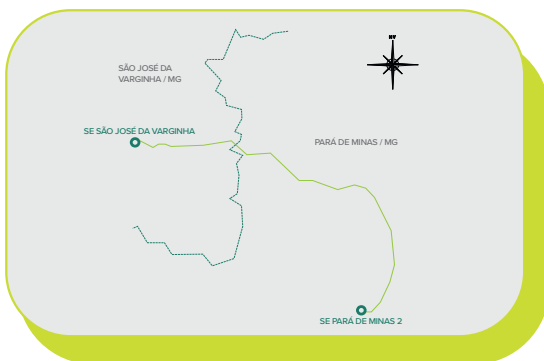 SÃO JOSÉ DA
VARGINHA / MG
SE SÃO JOSÉ DA VARGINHA
PARÁ DE MINAS / MG
SE PARÁ DE MINAS 2